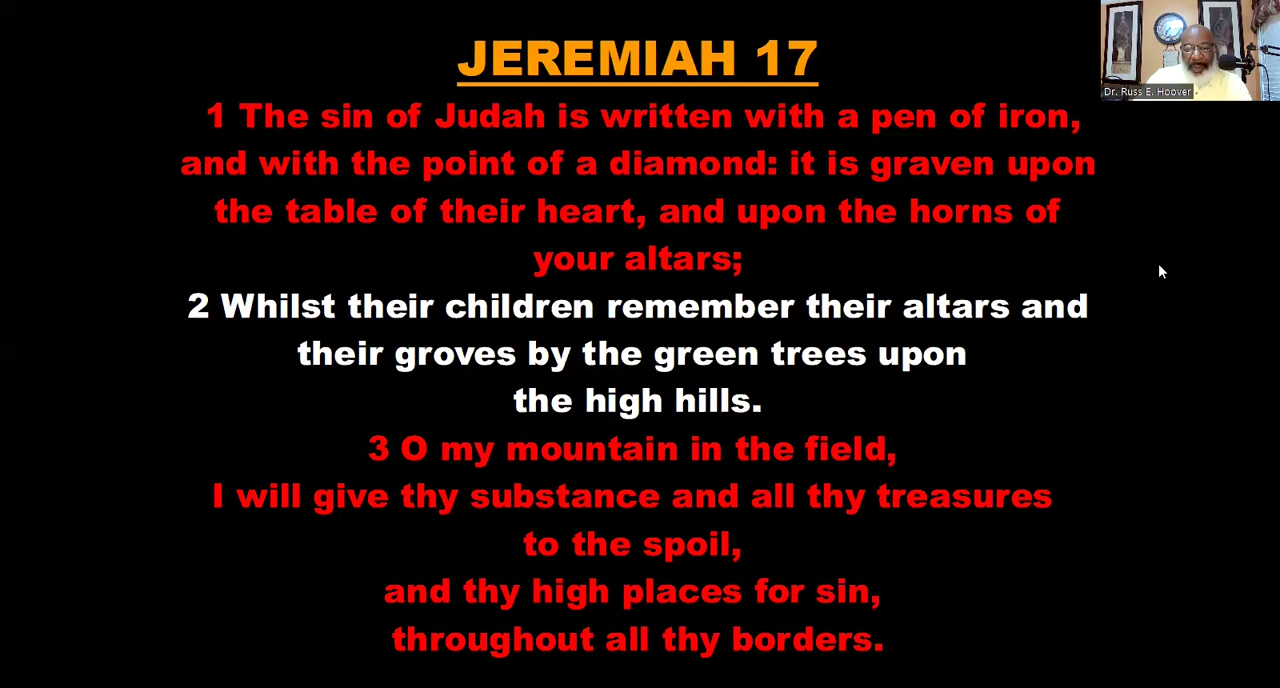 JEREMIAH 17
Dr. Russ E. Hoover
1 The sin of Judah is written with a pen of iron,
and with the point of a diamond: it is graven upon
the table of their heart, and upon the horns of
your altars;
2 Whilst their children remember their altars and
their groves by the green trees upon
the high hills.
3 O my mountain in the field,
I will give thy substance and all thy treasures
to the spoil,
and thy high places for sin,
throughout all thy borders.